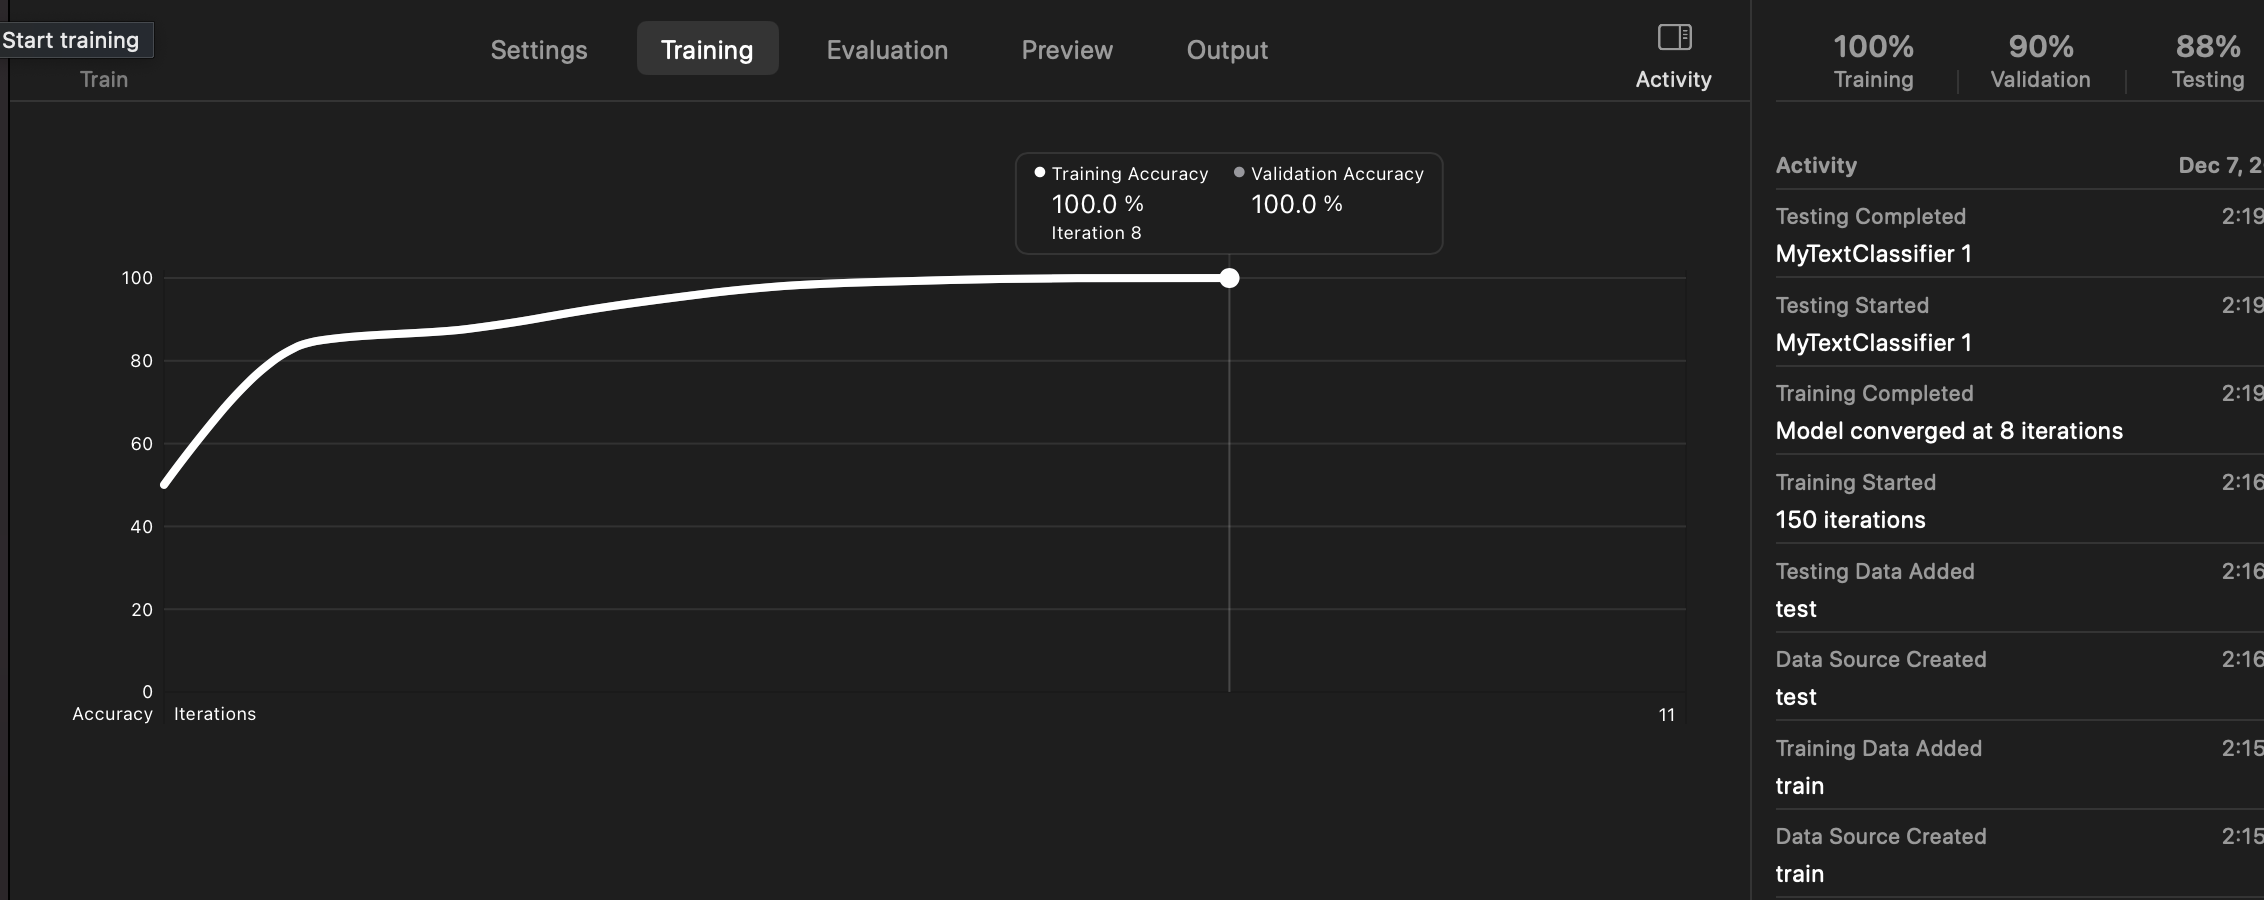 Start training
Train
Settings Training Evaluation Preview Output
Activity
100% 90% 88%
Training Validation Testing
Training Accuracy Validation Accuracy
100.0 % 100.0 %
Iteration 8
100
80
60
40
20
0
Accuracy Iterations 11
Activity Dec 7, 2
Testing Completed 2:19
MyTextClassifier 1
Testing Started 2:19
MyTextClassifier 1
Training Completed 2:19
Model converged at 8 iterations
Training Started 2:16
150 iterations
Testing Data Added 2:16
test
Data Source Created 2:16
test
Training Data Added 2:15
train
Data Source Created 2:15
train